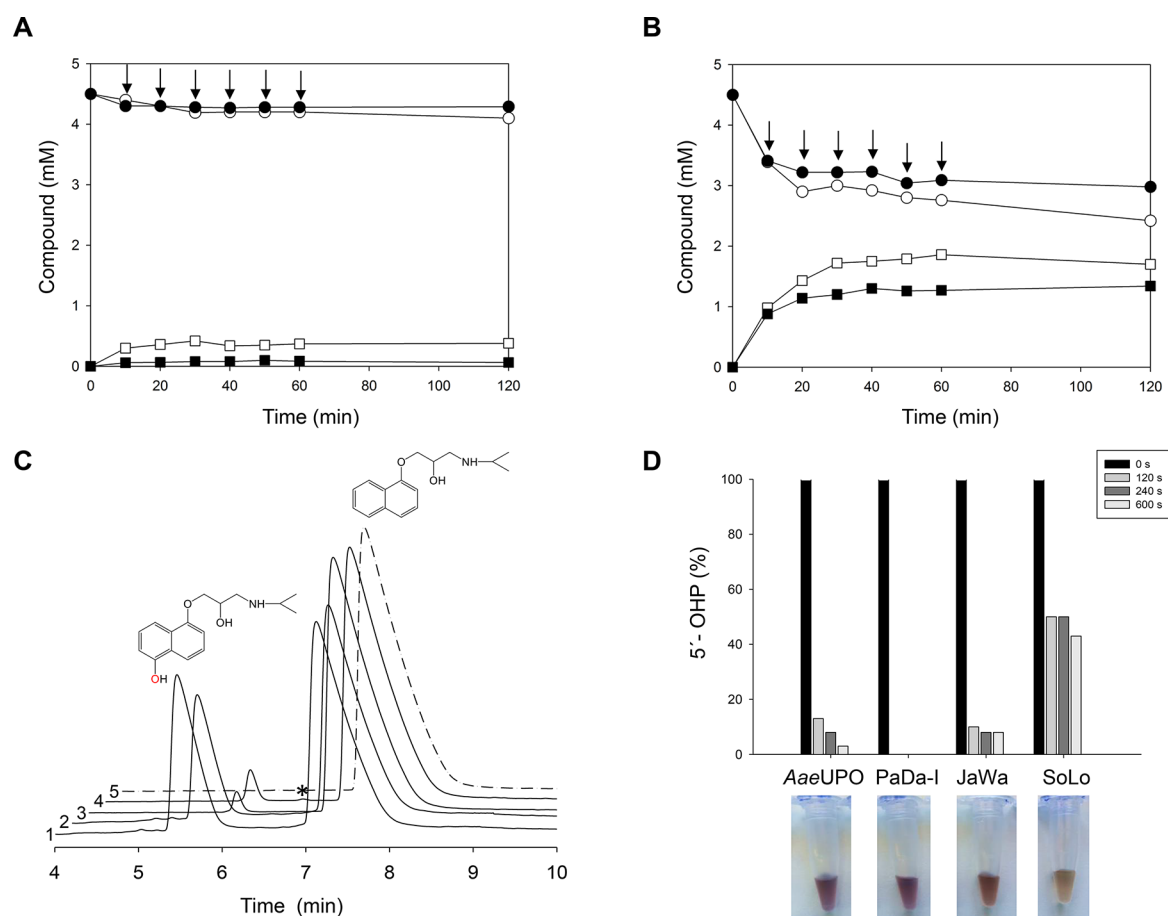 A
5
4
3
2
1
0
Compound (mM)
0
20
40
60
80
100
120
Time (min)
B
5
4
3
2
1
0
Compound (mM)
0
20
40
60
80
100
120
Time (min)
C
O
OH
NH
O
OH
NH
OH
5
4
3
2
1
*
4
5
6
7
8
9
10
Time (min)
D
0 s
120 s
240 s
600 s
100
80
60
40
20
0
5´- OHP (%)
AaeUPO
PaDa-I
JaWa
SoLo